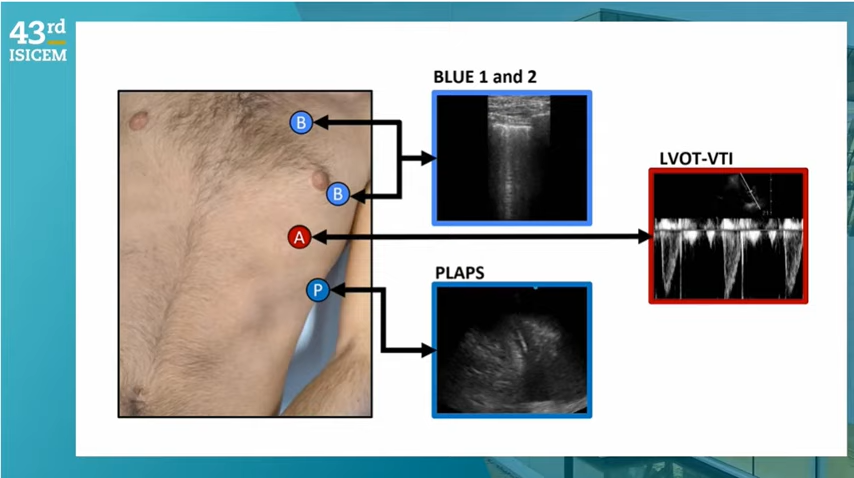 43rd
ISICEM
BLUE 1 and 2
B
LVOT-VTI
B
A
PLAPS
P